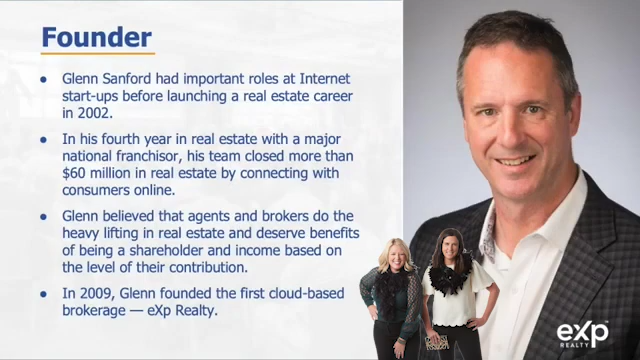 Founder
● Glenn Sanford had important roles at Internet
start-ups before launching a real estate career
in 2002.
● In his fourth year in real estate with a major
national franchisor, his team closed more than
$60 million in real estate by connecting with
consumers online.
● Glenn believed that agents and brokers do the
heavy lifting in real estate and deserve benefits
of being a shareholder and income based on
the level of their contribution.
● In 2009, Glenn founded the first cloud-based
brokerage — eXp Realty.
eXp
REALTY